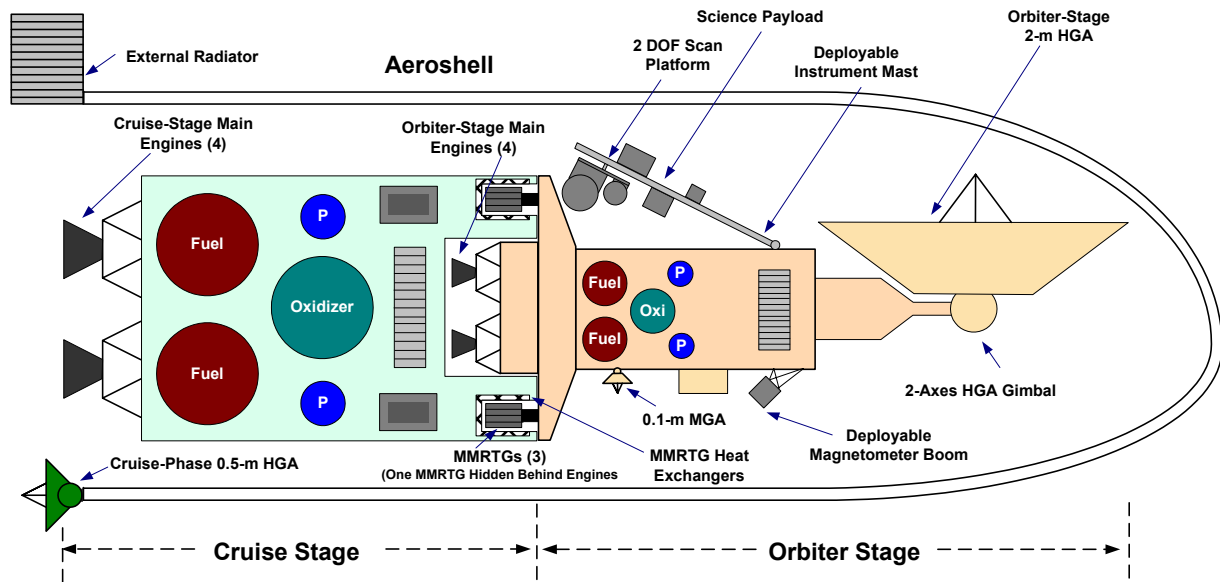 Science Payload
Orbiter-Stage
2-m HGA
2 DOF Scan
Platform
Deployable
Instrument Mast
External Radiator
Aeroshell
Cruise-Stage Main
Engines (4)
Orbiter-Stage Main
Engines (4)
P
Fuel
Fuel
P
Oxidizer
Oxi
Fuel
P
Fuel
P
2-Axes HGA Gimbal
0.1-m MGA
Deployable
Magnetometer Boom
Cruise-Phase 0.5-m HGA
MMRTGs (3)
(One MMRTG Hidden Behind Engines
MMRTG Heat
Exchangers
Cruise Stage
Orbiter Stage